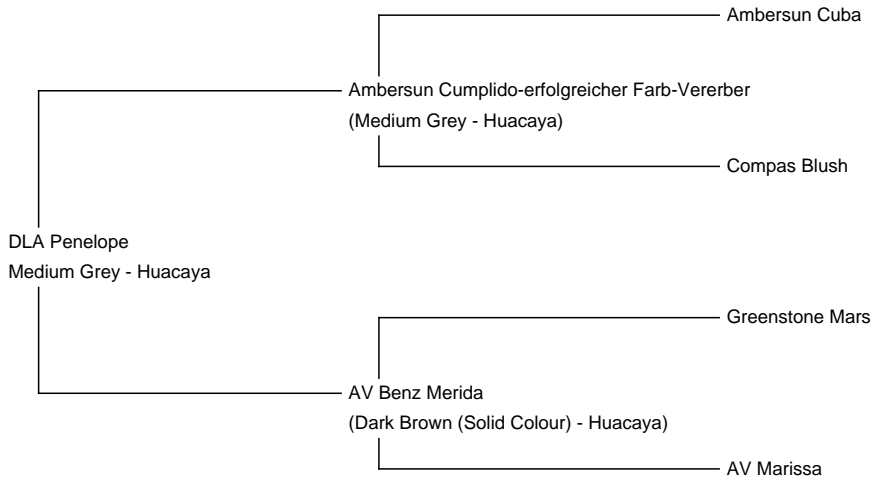 Ambersun Cuba
Ambersun Cumplido-erfolgreicher Farb-Vererber
(Medium Grey - Huacaya)
Compas Blush
DLA Penelope
Medium Grey - Huacaya
Greenstone Mars
AV Benz Merida
(Dark Brown (Solid Colour) - Huacaya)
AV Marissa